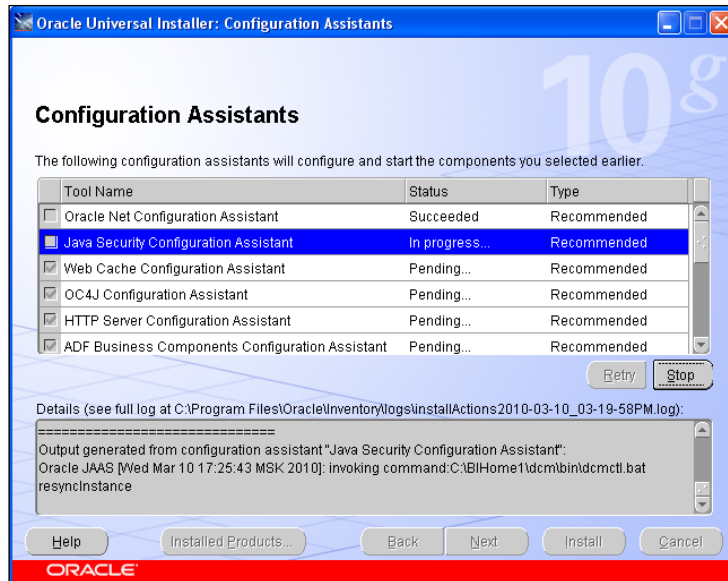 Oracle Universal Installer: Configuration Assistants
10g
Configuration Assistants
The following configuration assistants will configure and start the components you selected earlier.
Tool Name Status Type
Oracle Net Configuration Assistant Succeeded Recommended
Java Security Configuration Assistant In progress... Recommended
Web Cache Configuration Assistant Pending... Recommended
OC4J Configuration Assistant Pending... Recommended
HTTP Server Configuration Assistant Pending... Recommended
ADF Business Components Configuration Assistant Pending... Recommended
Retry Stop
Details (see full log at C:\Program Files\Oracle\Inventory\logs\installActions2010-03-10_03-19-58PM.log):
==============================
Output generated from configuration assistant "Java Security Configuration Assistant":
Oracle JAAS [Wed Mar 10 17:25:43 MSK 2010]: invoking command:C:\BIHome1\dcm\bin\dcmctl.bat
resyncInstance
Help Installed Products... Back Next Install Cancel
ORACLE